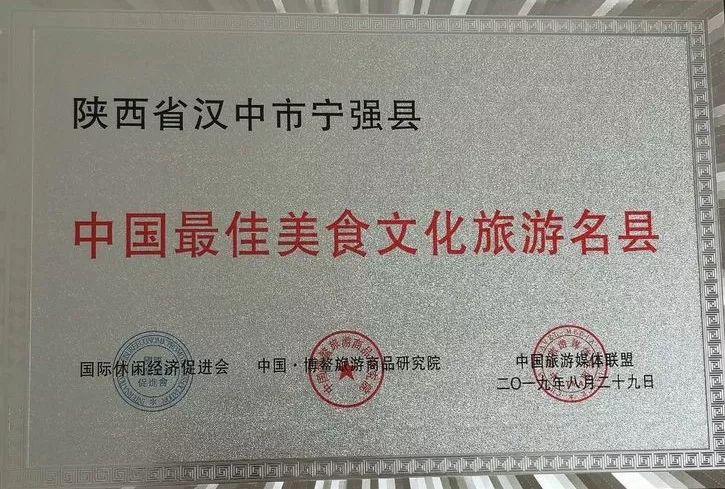 陕西省汉中市宁强县
中国最佳美食文化旅游名县
国际休闲经济促进会
中国·博鳌旅游商品研究院
中国旅游媒体联盟
二〇一九年八月二十九日